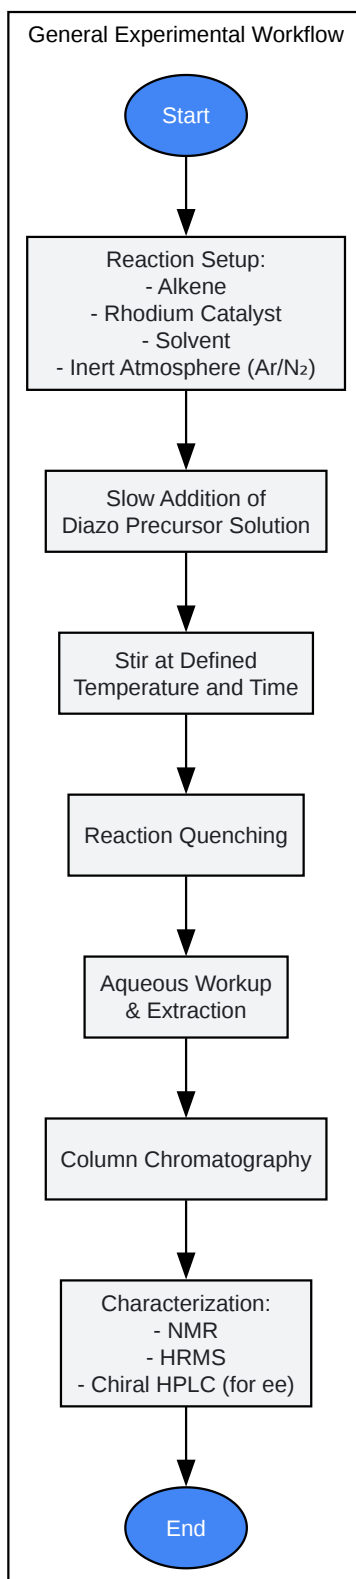 General Experimental Workflow
Start
Reaction Setup:
- Alkene
- Rhodium Catalyst
- Solvent
- Inert Atmosphere (Ar/N₂)
Slow Addition of
Diazo Precursor Solution
Stir at Defined
Temperature and Time
Reaction Quenching
Aqueous Workup
& Extraction
Column Chromatography
Characterization:
- NMR
- HRMS
- Chiral HPLC (for ee)
End